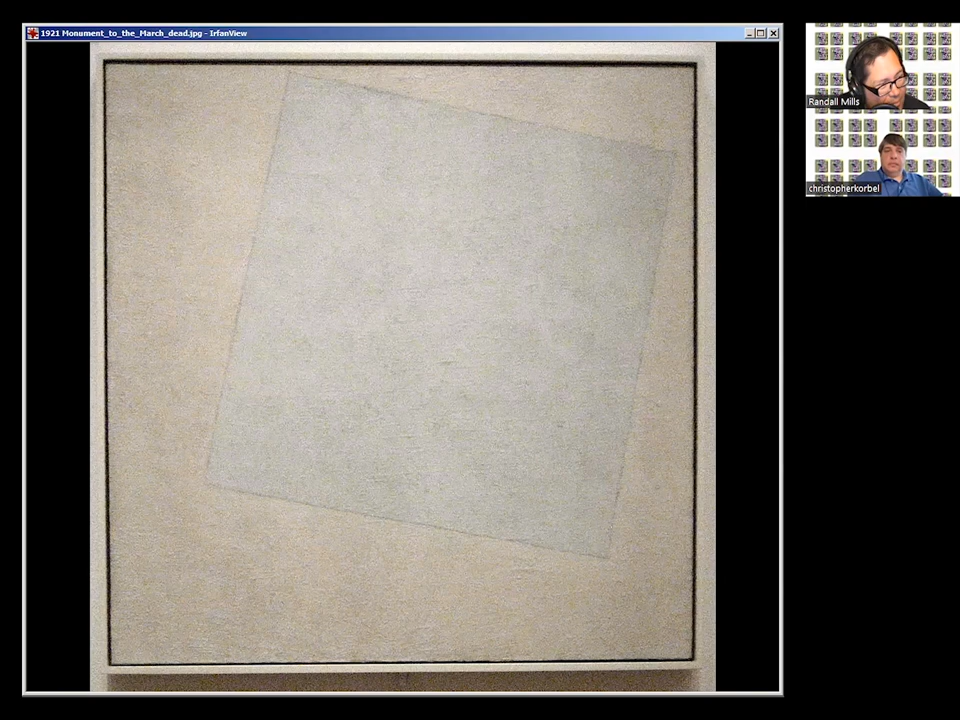 1921 Monument_to_the_March_dead.jpg - IrfanView
Randall Mills
christopherkorbel